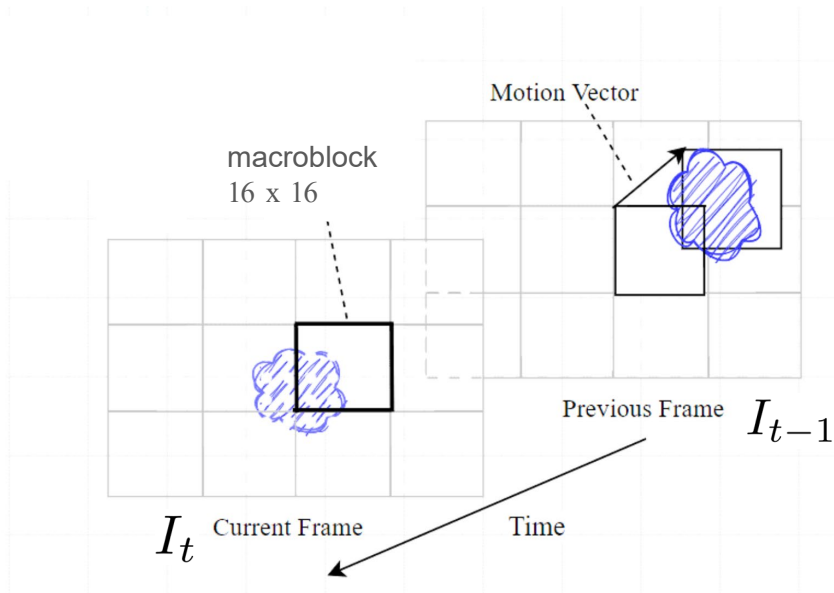 Motion Vector
macroblock
16 x 16
Previous Frame
I_{t-1}
I_t
Current Frame
Time